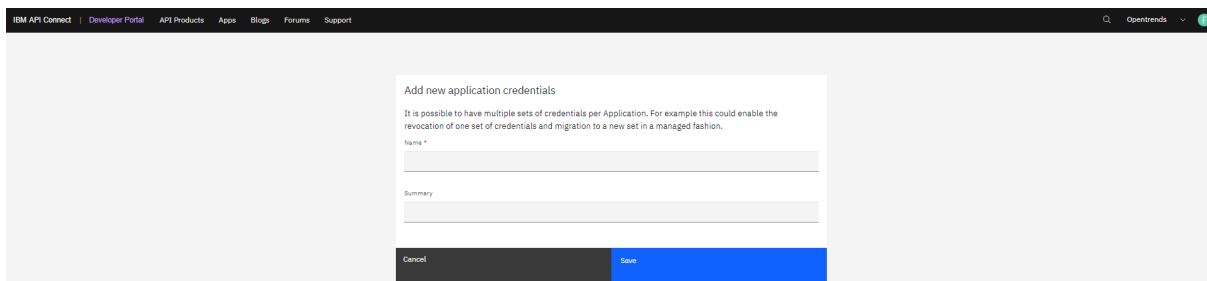 IBM API Connect | Developer Portal API Products Apps Blogs Forums Support Opentrends
Add new application credentials
It is possible to have multiple sets of credentials per Application. For example this could enable the
revocation of one set of credentials and migration to a new set in a managed fashion.
Name *
Summary
Cancel Save